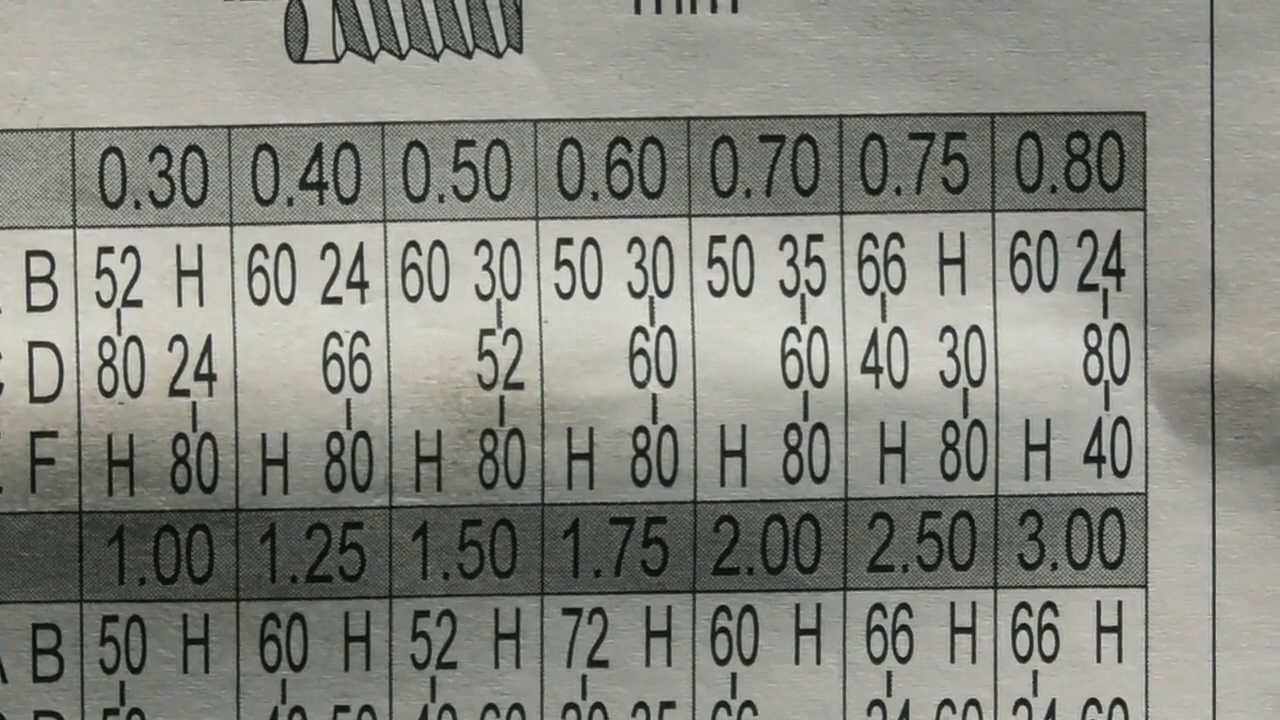 mm
0.30 0.40 0.50 0.60 0.70 0.75 0.80
B 52 H 60 24 60 30 50 30 50 35 66 H 60 24
D 80 24 66 52 60 60 40 30 80
F H 80 H 80 H 80 H 80 H 80 H 80 H 40
1.00 1.25 1.50 1.75 2.00 2.50 3.00
B 50 H 60 H 52 H 72 H 60 H 66 H 66 H